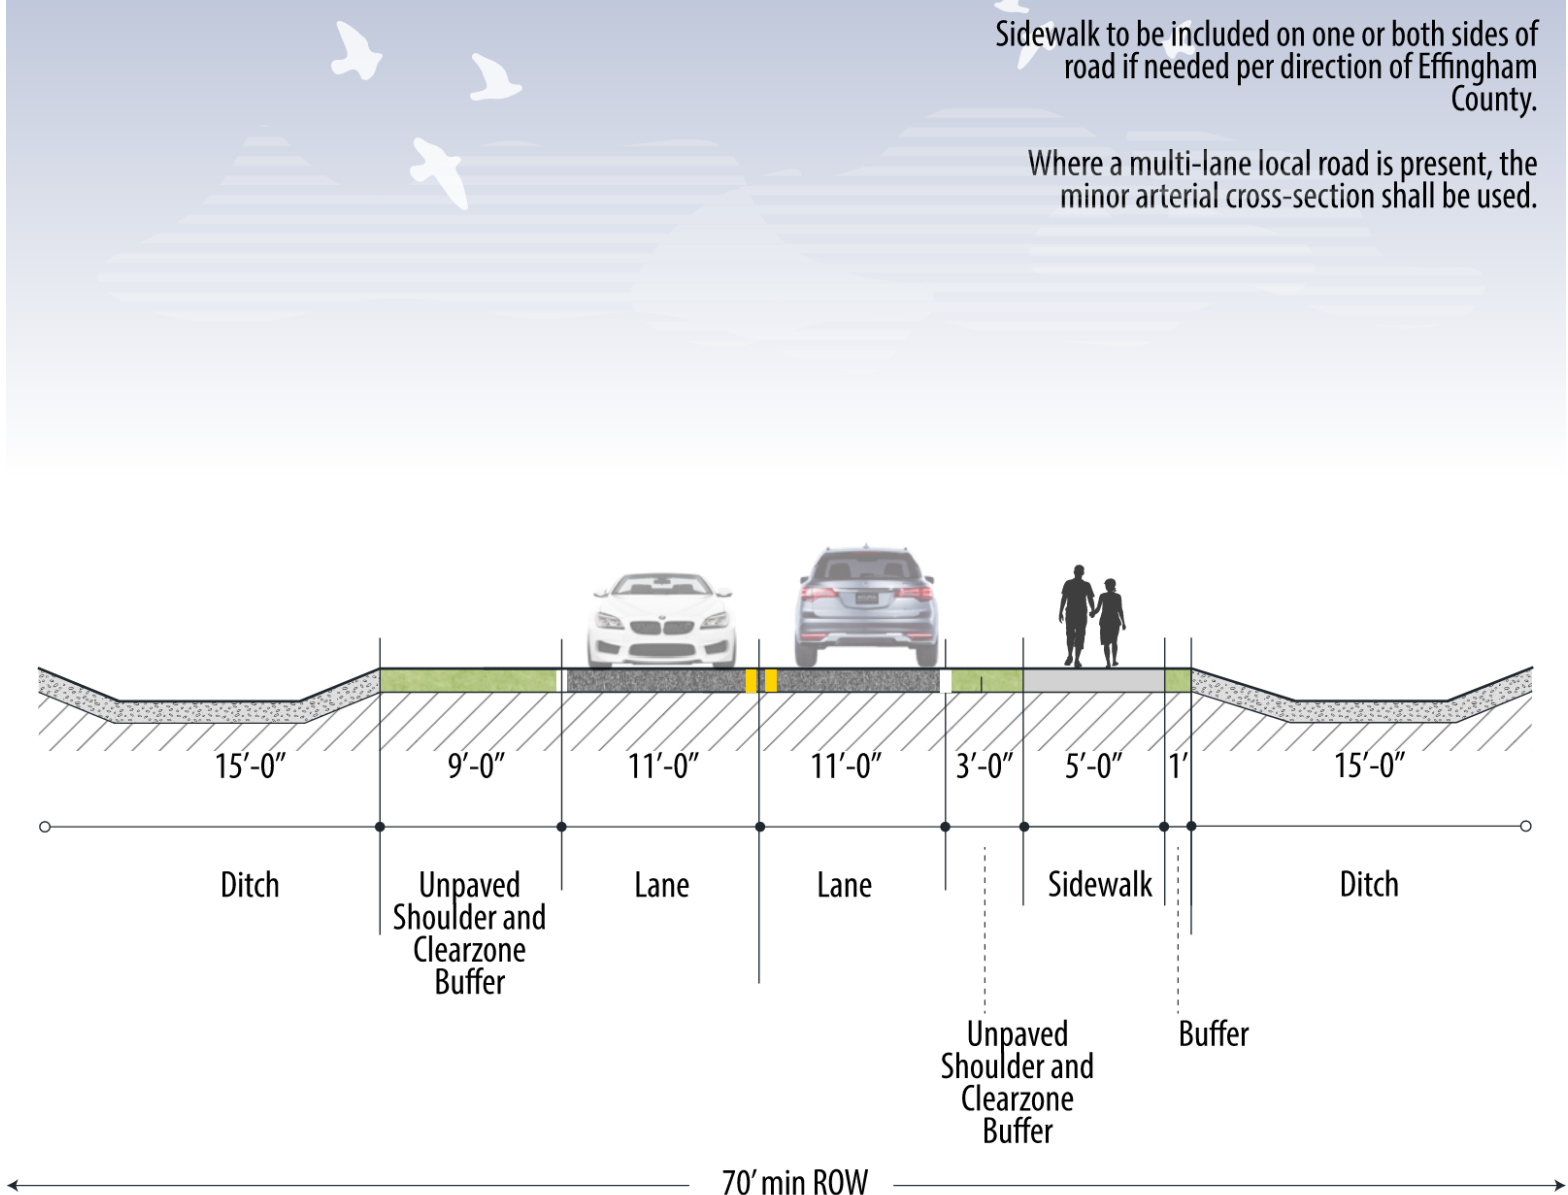 Sidewalk to be included on one or both sides of
road if needed per direction of Effingham
County.
Where a multi-lane local road is present, the
minor arterial cross-section shall be used.
15’-0”
9’-0”
11’-0”
11’-0”
3’-0”
5’-0”
1’
15’-0”
Ditch
Unpaved
Shoulder and
Clearzone
Buffer
Lane
Lane
Sidewalk
Ditch
Unpaved
Shoulder and
Clearzone
Buffer
Buffer
70’ min ROW